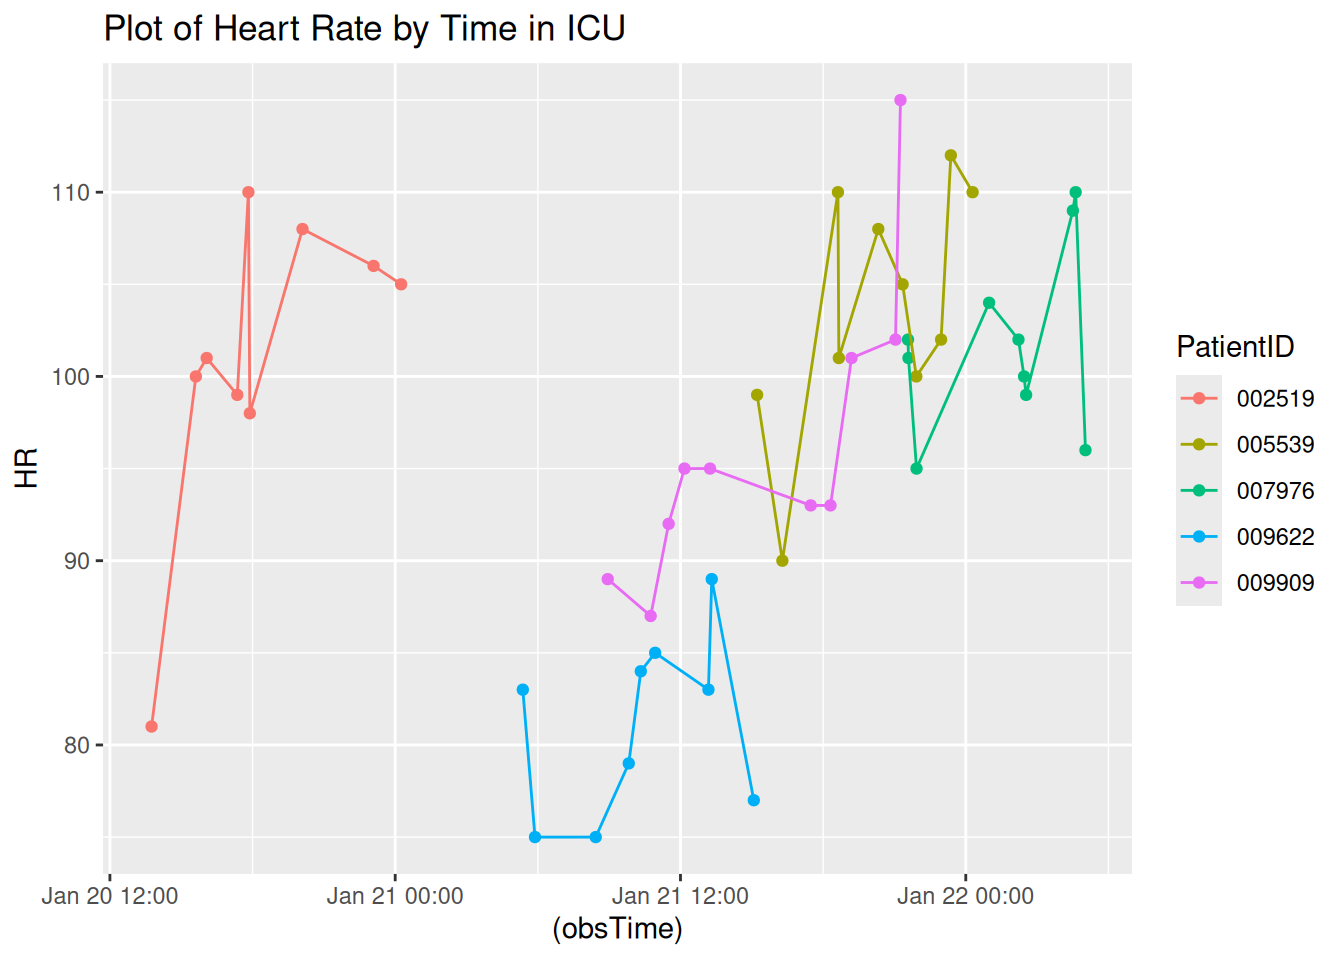 Plot of Heart Rate by Time in ICU
HR
110
100
90
80
Jan 20 12:00
Jan 21 00:00
Jan 21 12:00
Jan 22 00:00
(obsTime)
PatientID
002519
005539
007976
009622
009909